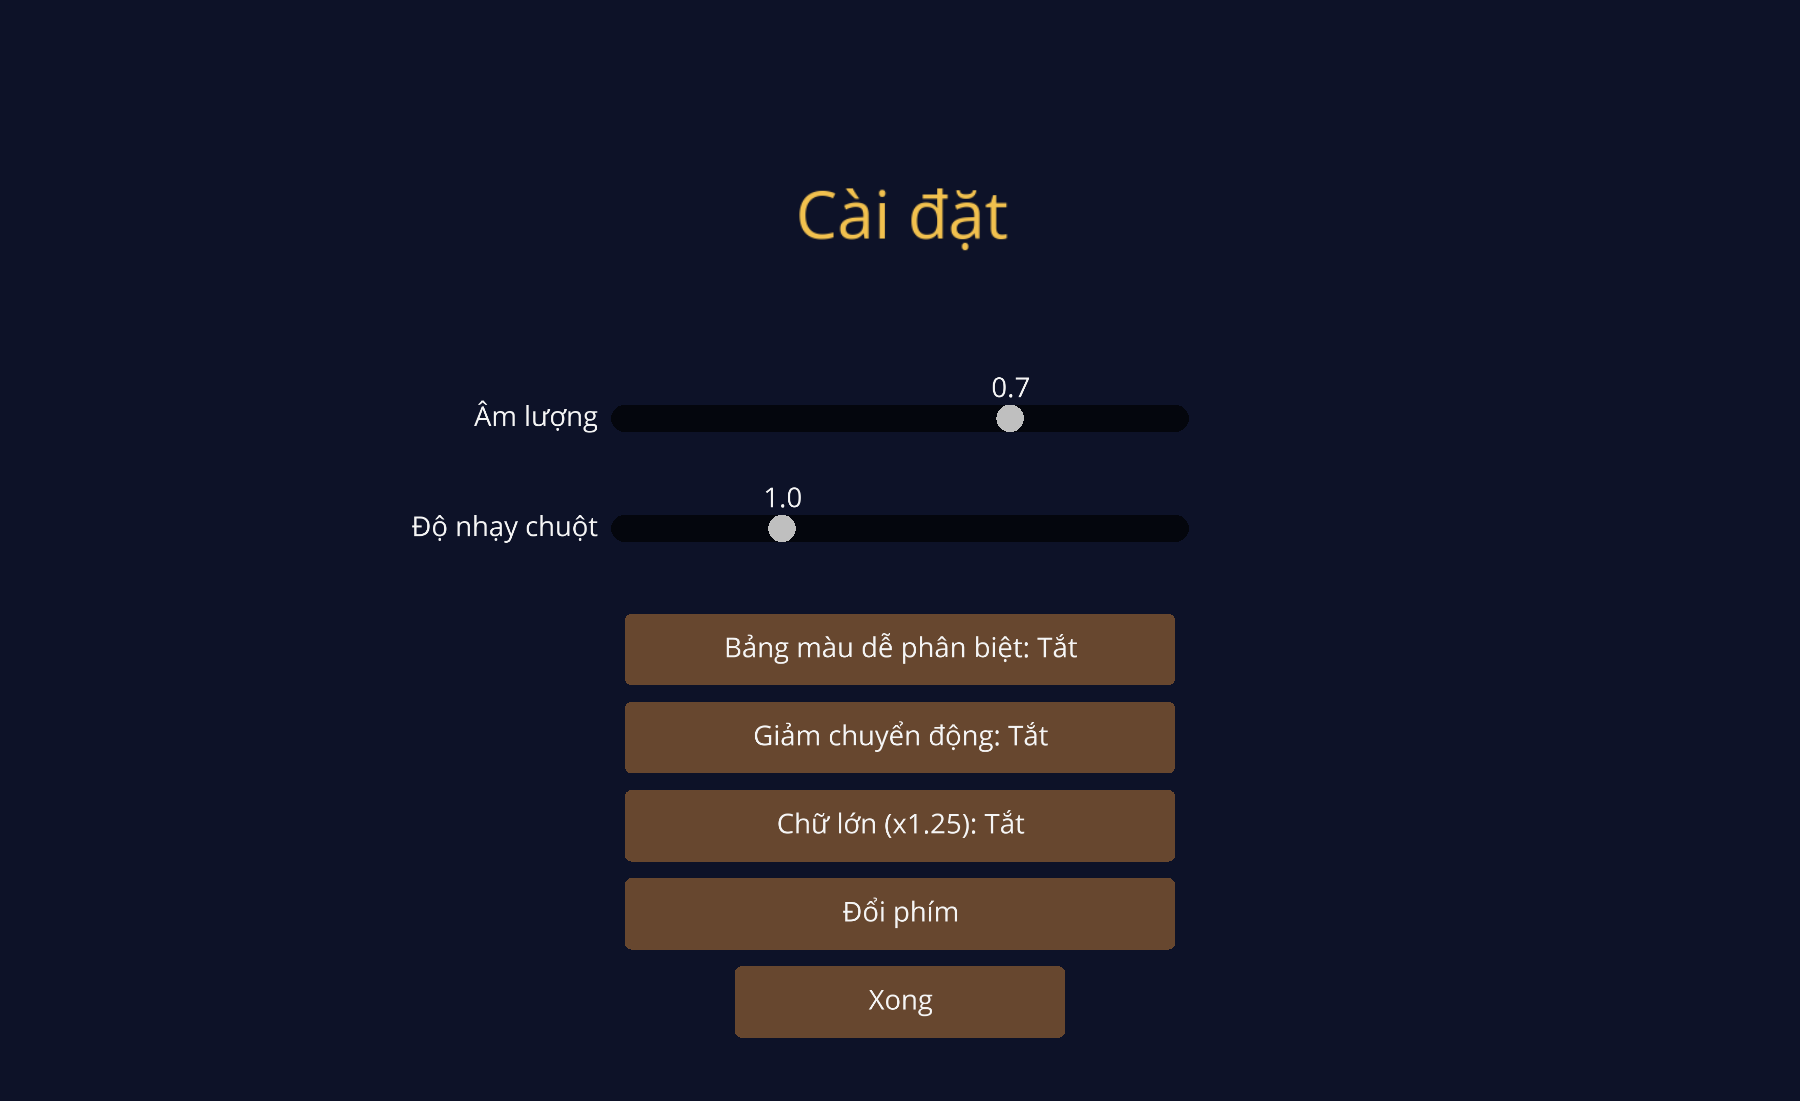 Cài đặt
0.7
Âm lượng
1.0
Độ nhạy chuột
Bảng màu dễ phân biệt: Tắt
Giảm chuyển động: Tắt
Chữ lớn (x1.25): Tắt
Đổi phím
Xong